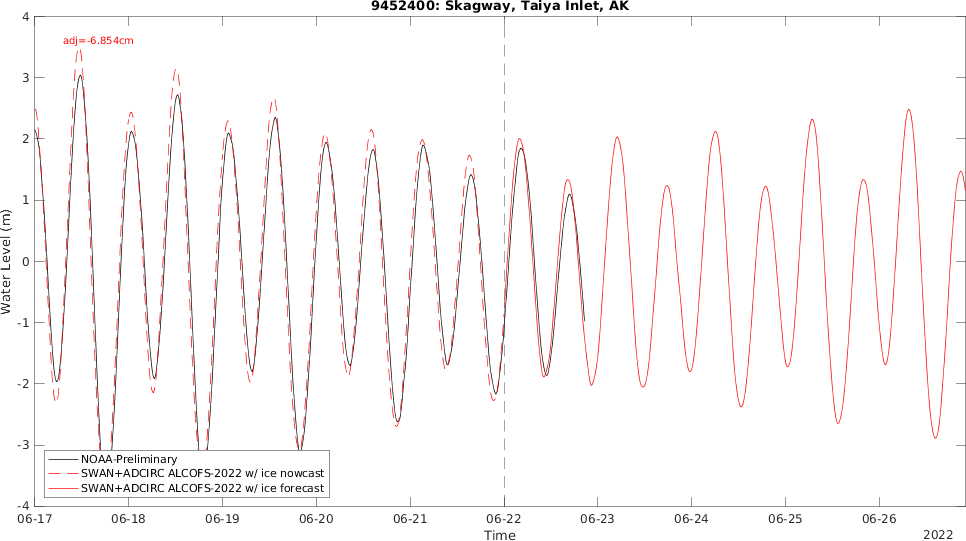 9452400: Skagway, Taiya Inlet, AK
adj=-6.854cm
Water Level (m)
4
3
2
1
0
-1
-2
-3
-4
NOAA-Preliminary
SWAN+ADCIRC ALCOFS-2022 w/ ice nowcast
SWAN+ADCIRC ALCOFS-2022 w/ ice forecast
06-17 06-18 06-19 06-20 06-21 06-22 06-23 06-24 06-25 06-26
Time
2022